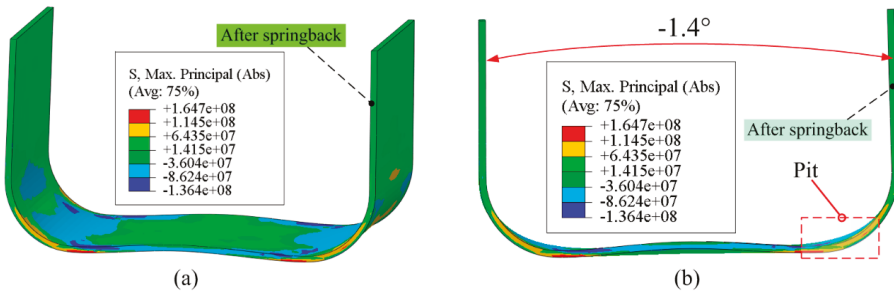 After springback
S, Max. Principal (Abs)
(Avg: 75%)
+1.647e+08
+1.145e+08
+6.435e+07
+1.415e+07
-3.604e+07
-8.624e+07
-1.364e+08
(a)
-1.4°
S, Max. Principal (Abs)
(Avg: 75%)
+1.647e+08
+1.145e+08
+6.435e+07
+1.415e+07
-3.604e+07
-8.624e+07
-1.364e+08
After springback
Pit
(b)